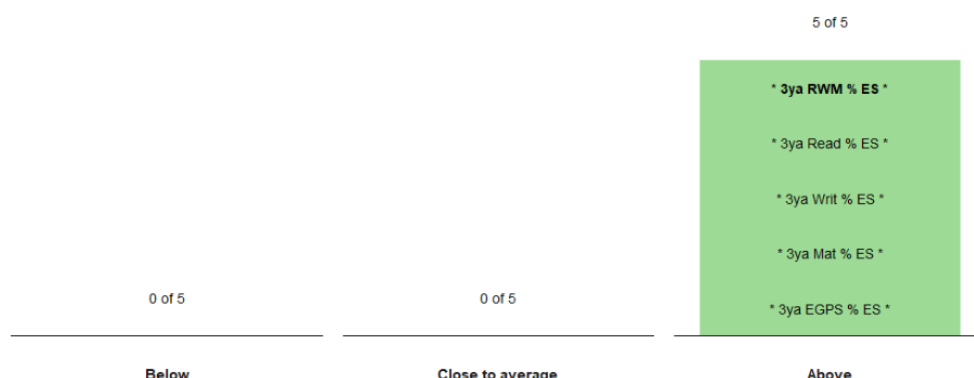 5 of 5
* 3ya RWM % ES *
* 3ya Read % ES *
* 3ya Writ % ES *
* 3ya Mat % ES *
* 3ya EGPS % ES *
0 of 5
0 of 5
Below
Close to average
Above